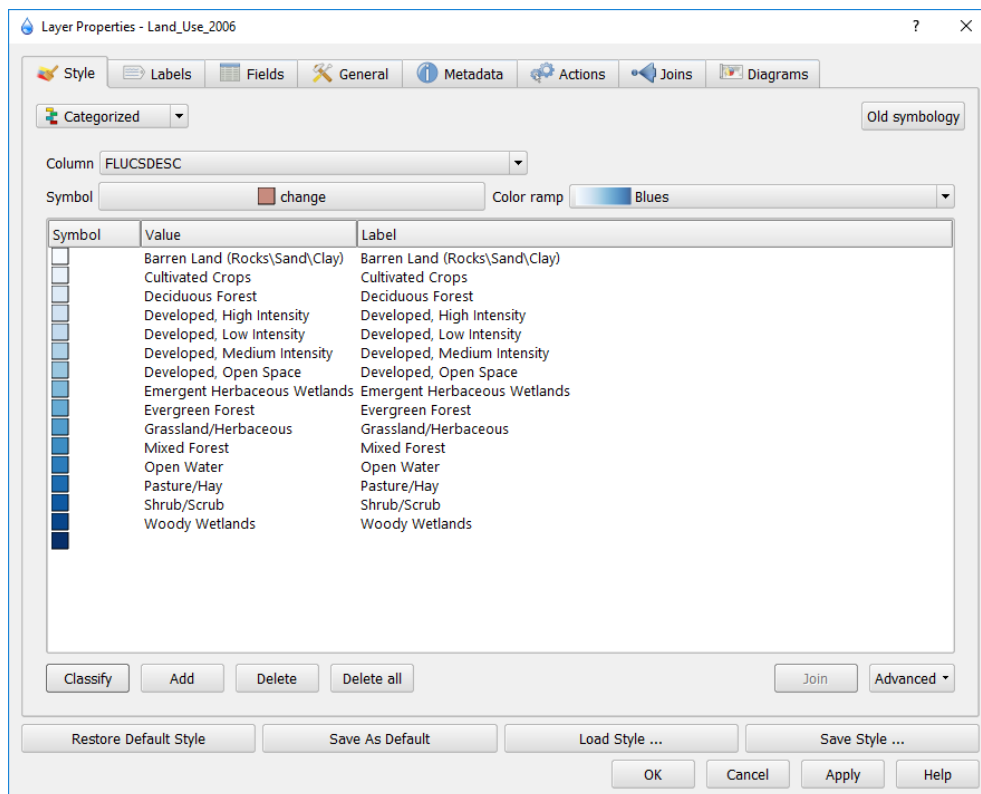 Layer Properties - Land_Use_2006 ?
Style Labels Fields General Metadata Actions Joins Diagrams
Categorized Old symbology
Column FLUCSDESC
Symbol change Color ramp Blues
Symbol Value Label
Barren Land (Rocks\Sand\Clay) Barren Land (Rocks\Sand\Clay)
Cultivated Crops Cultivated Crops
Deciduous Forest Deciduous Forest
Developed, High Intensity Developed, High Intensity
Developed, Low Intensity Developed, Low Intensity
Developed, Medium Intensity Developed, Medium Intensity
Developed, Open Space Developed, Open Space
Emergent Herbaceous Wetlands Emergent Herbaceous Wetlands
Evergreen Forest Evergreen Forest
Grassland/Herbaceous Grassland/Herbaceous
Mixed Forest Mixed Forest
Open Water Open Water
Pasture/Hay Pasture/Hay
Shrub/Scrub Shrub/Scrub
Woody Wetlands Woody Wetlands
Classify Add Delete Delete all Join Advanced
Restore Default Style Save As Default Load Style ... Save Style ...
OK Cancel Apply Help